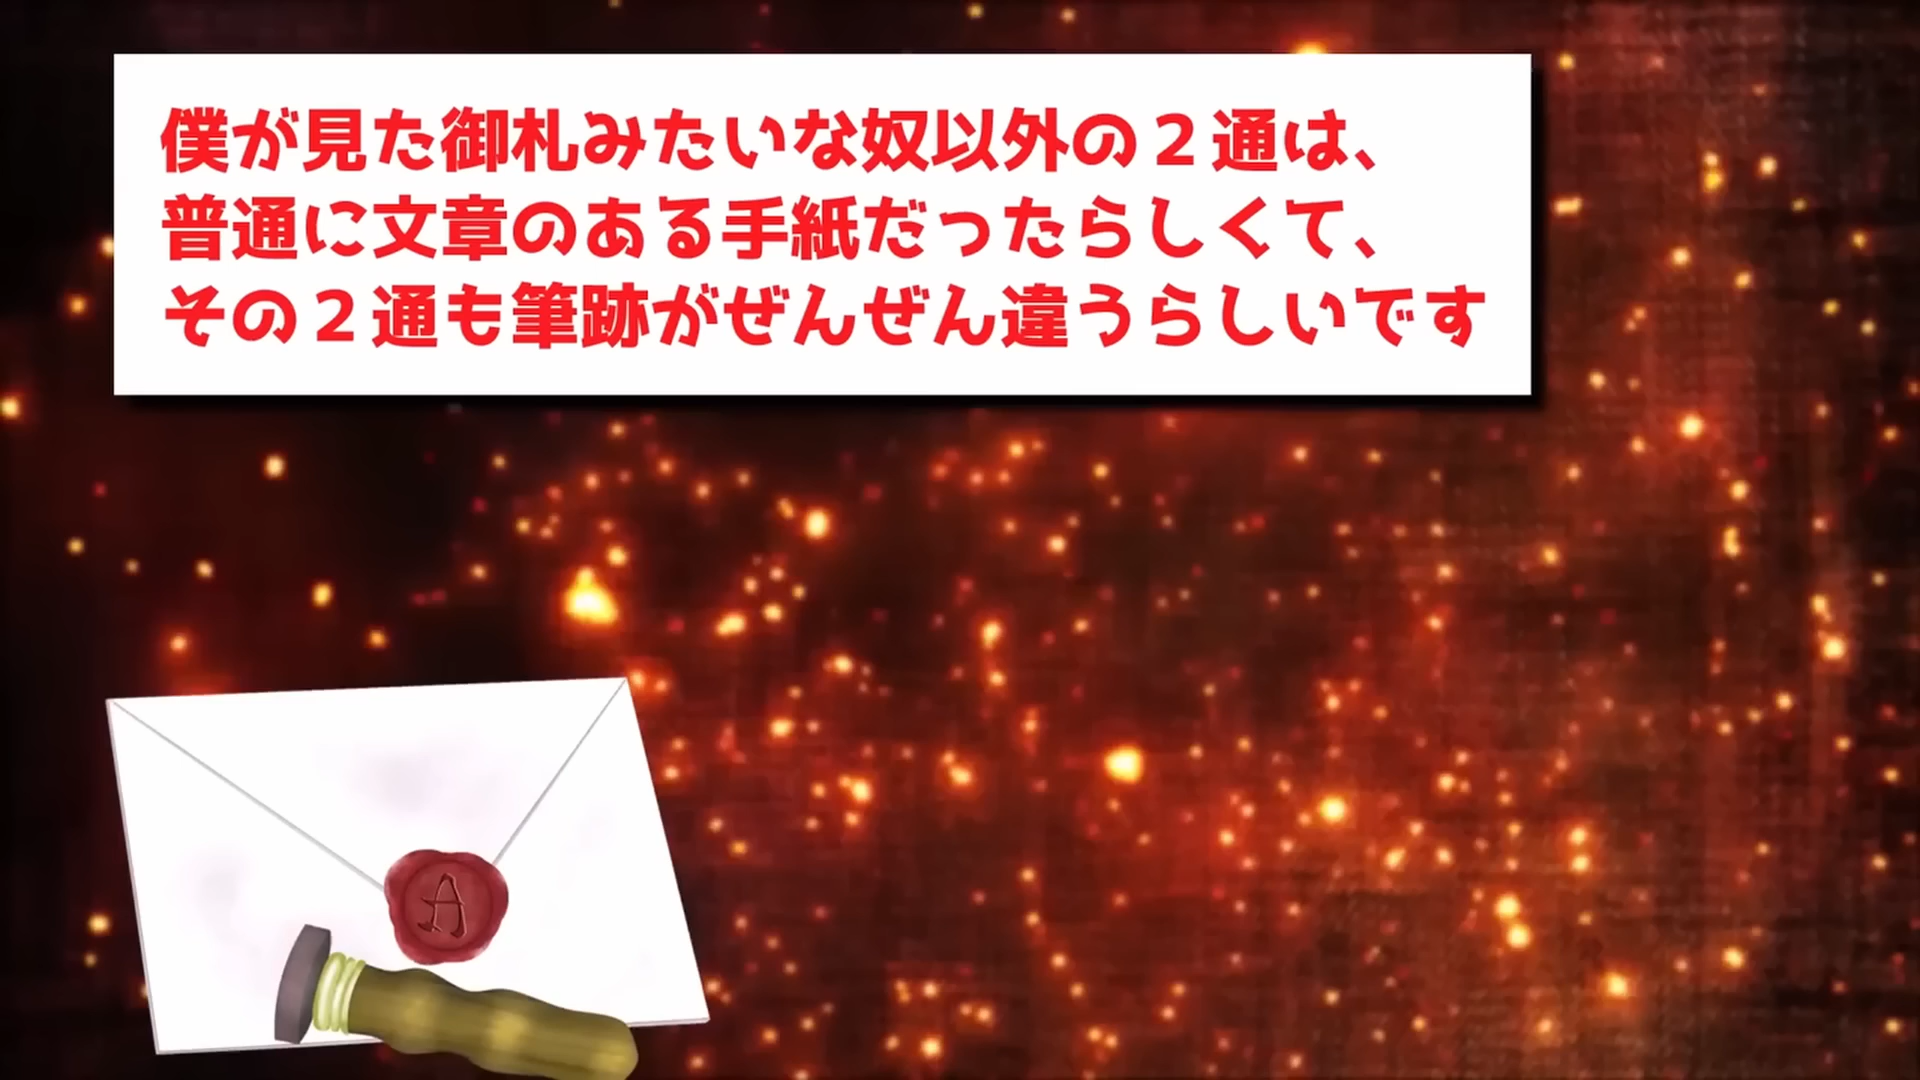 僕が見た御札みたいな奴以外の２通は、
普通に文章のある手紙だったらしくて、
その２通も筆跡がぜんぜん違うらしいです
A